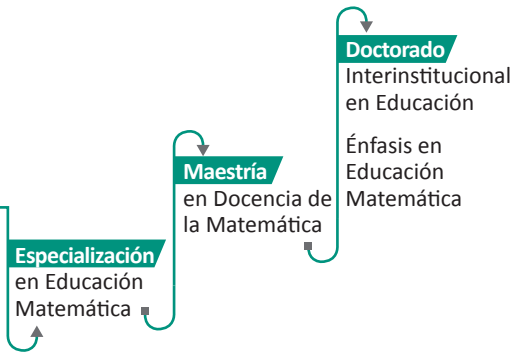 Doctorado
Interinstitucional
en Educación
Énfasis en
Educación
Matemática
Maestría
en Docencia de
la Matemática
Especialización
en Educación
Matemática